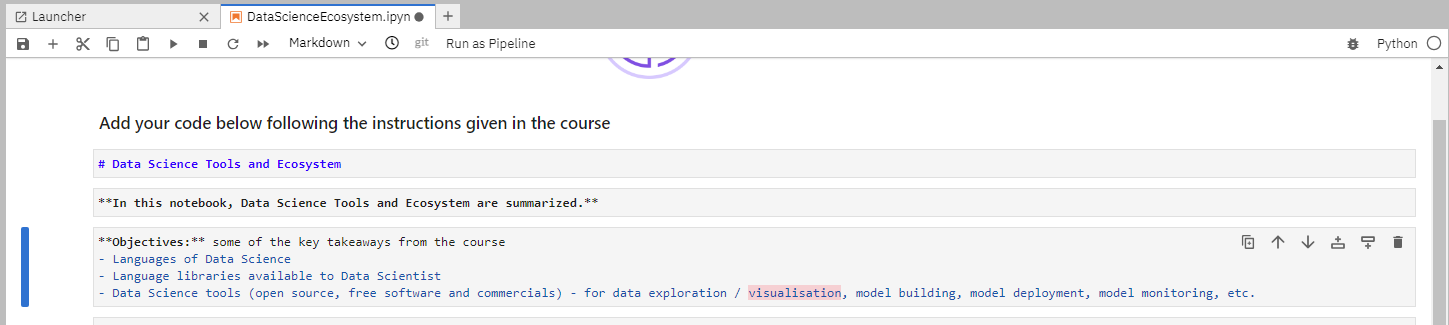 Launcher
DataScienceEcosystem.ipyn
Markdown git Run as Pipeline Python
Add your code below following the instructions given in the course
# Data Science Tools and Ecosystem
**In this notebook, Data Science Tools and Ecosystem are summarized.**
**Objectives:** some of the key takeaways from the course
- Languages of Data Science
- Language libraries available to Data Scientist
- Data Science tools (open source, free software and commercials) - for data exploration / visualisation, model building, model deployment, model monitoring, etc.